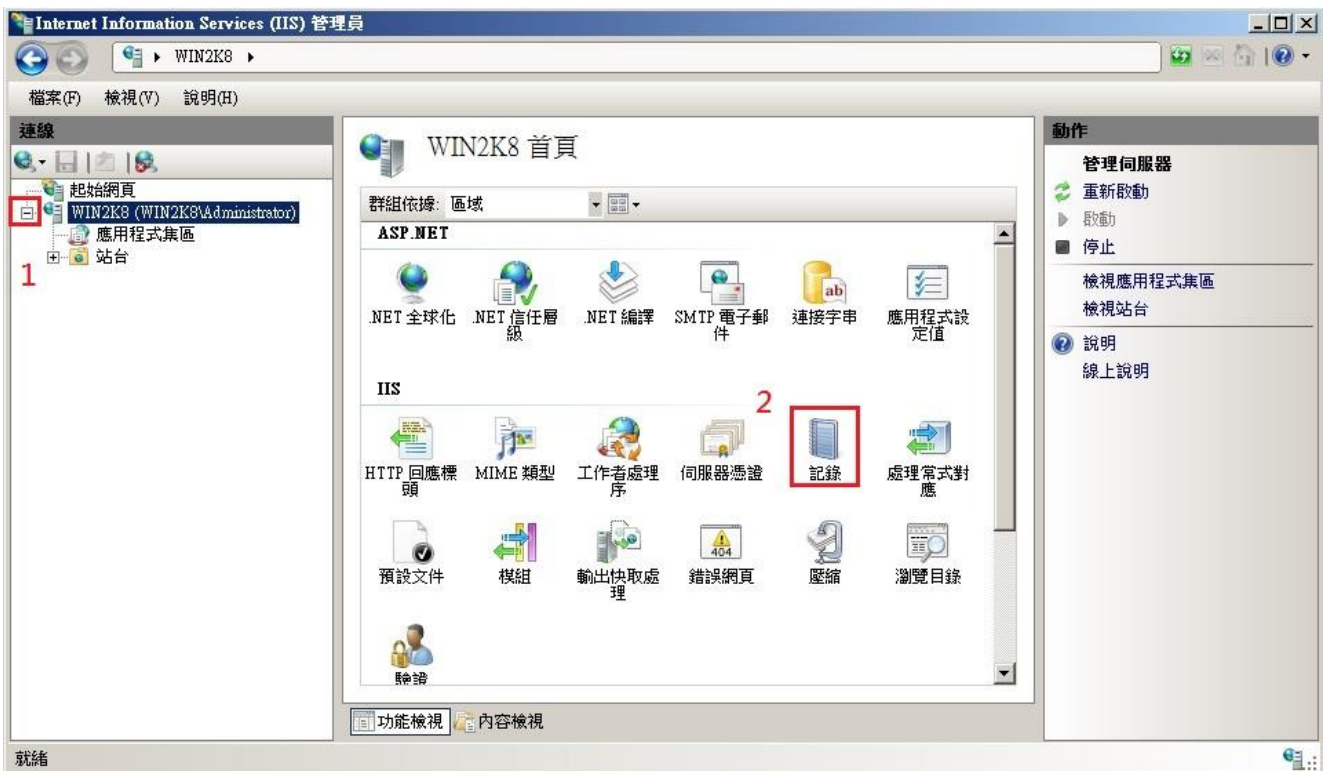 Internet Information Services (IIS) 管理員
WIN2K8
檔案(F) 檢視(V) 說明(H)
連線
起始網頁
WIN2K8 (WIN2K8\Administrator)
應用程式集區
站台
1
WIN2K8 首頁
群組依據: 區域
ASP.NET
.NET 全球化
.NET 信任層
級
.NET 編譯
SMTP 電子郵
件
連接字串
應用程式設
定值
IIS
2
HTTP 回應標
頭
MIME 類型
工作者處理
序
伺服器憑證
記錄
處理常式對
應
預設文件
模組
輸出快取處
理
404
錯誤網頁
壓縮
瀏覽目錄
驗證
功能檢視
內容檢視
動作
管理伺服器
重新啟動
啟動
停止
檢視應用程式集區
檢視站台
說明
線上說明
就緒
ab